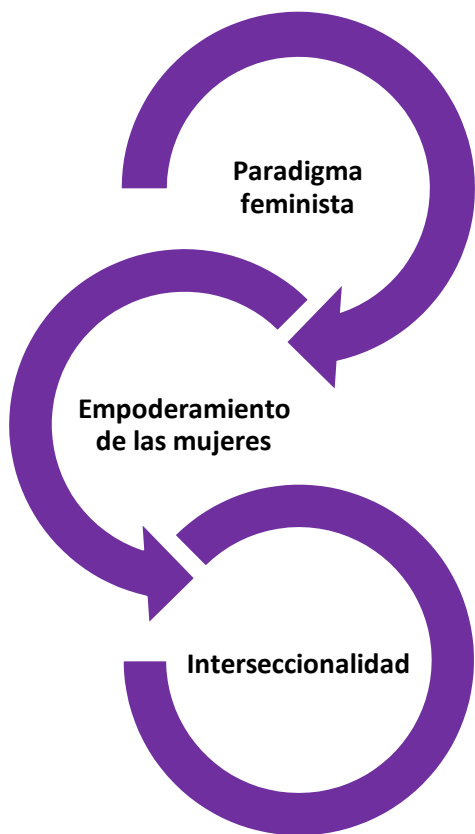 Paradigma
feminista
Empoderamiento
de las mujeres
Interseccionalidad